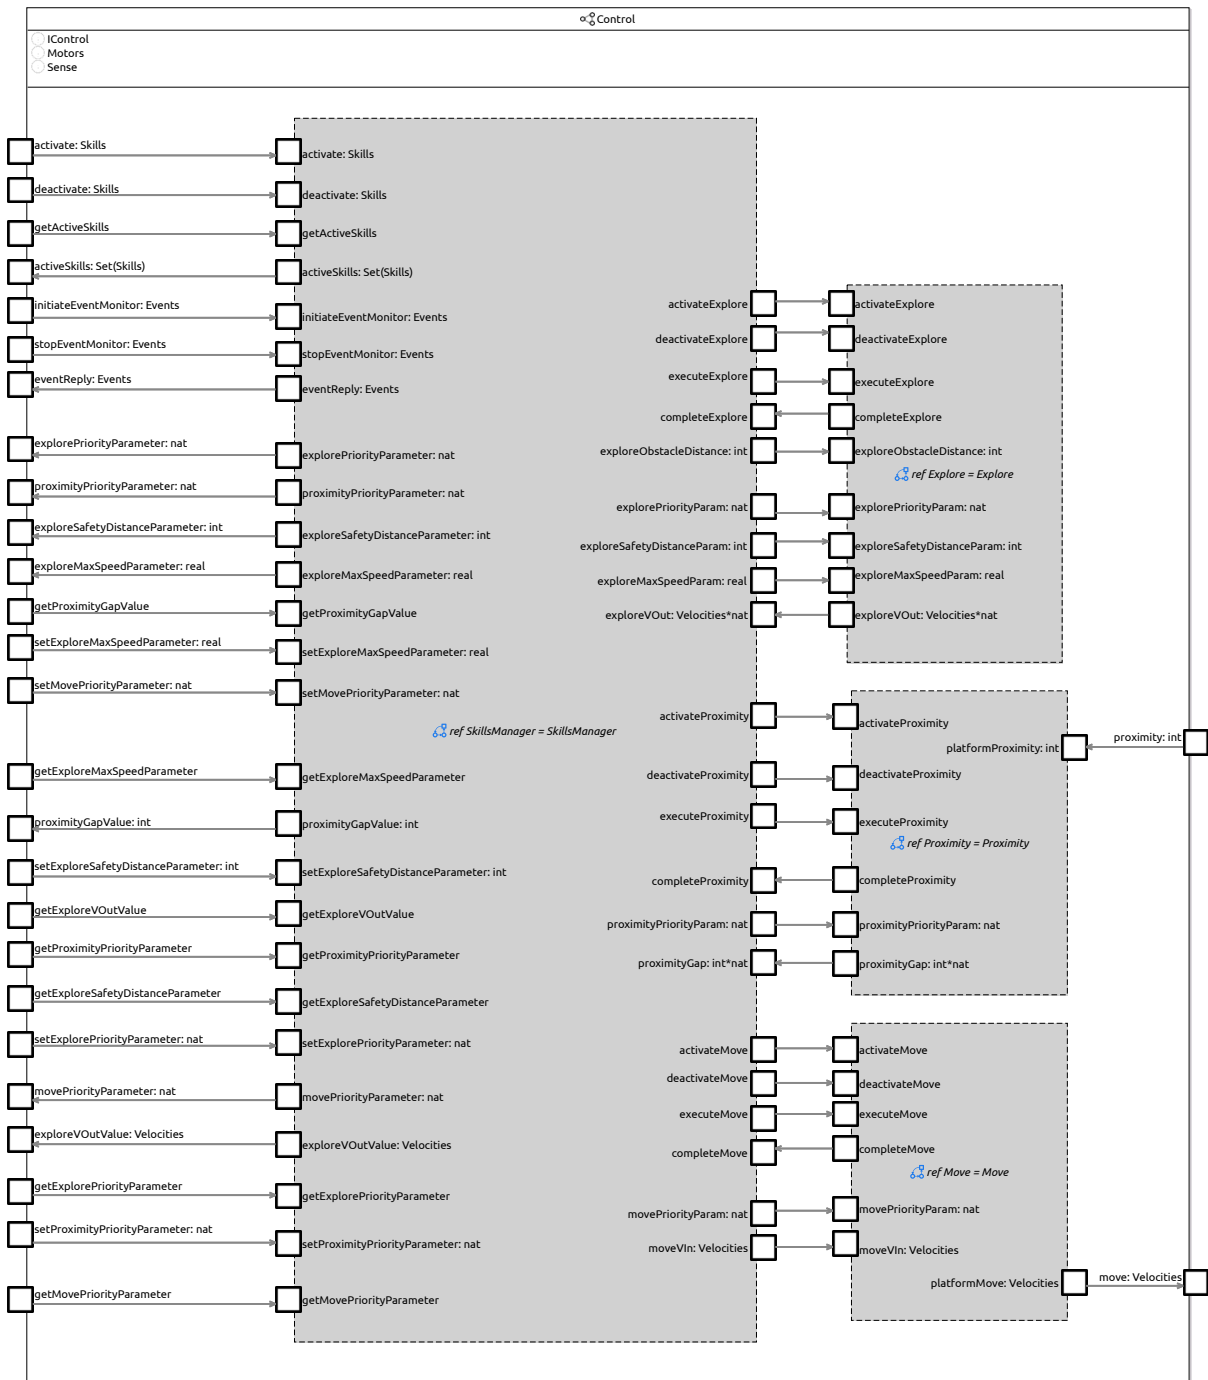 Control
IControl
Motors
Sense
activate: Skills
activate: Skills
deactivate: Skills
deactivate: Skills
getActiveSkills
getActiveSkills
activeSkills: Set(Skills)
activeSkills: Set(Skills)
initiateEventMonitor: Events
initiateEventMonitor: Events
stopEventMonitor: Events
stopEventMonitor: Events
eventReply: Events
eventReply: Events
explorePriorityParameter: nat
explorePriorityParameter: nat
proximityPriorityParameter: nat
proximityPriorityParameter: nat
exploreSafetyDistanceParameter: int
exploreSafetyDistanceParameter: int
exploreMaxSpeedParameter: real
exploreMaxSpeedParameter: real
getProximityGapValue
getProximityGapValue
setExploreMaxSpeedParameter: real
setExploreMaxSpeedParameter: real
setMovePriorityParameter: nat
setMovePriorityParameter: nat
ref SkillsManager = SkillsManager
getExploreMaxSpeedParameter
getExploreMaxSpeedParameter
proximityGapValue: int
proximityGapValue: int
setExploreSafetyDistanceParameter: int
setExploreSafetyDistanceParameter: int
getExploreVOutValue
getExploreVOutValue
getProximityPriorityParameter
getProximityPriorityParameter
getExploreSafetyDistanceParameter
getExploreSafetyDistanceParameter
setExplorePriorityParameter: nat
setExplorePriorityParameter: nat
movePriorityParameter: nat
movePriorityParameter: nat
exploreVOutValue: Velocities
exploreVOutValue: Velocities
getExplorePriorityParameter
getExplorePriorityParameter
setProximityPriorityParameter: nat
setProximityPriorityParameter: nat
getMovePriorityParameter
getMovePriorityParameter
activateExplore
activateExplore
deactivateExplore
deactivateExplore
executeExplore
executeExplore
completeExplore
completeExplore
exploreObstacleDistance: int
exploreObstacleDistance: int
ref Explore = Explore
explorePriorityParam: nat
explorePriorityParam: nat
exploreSafetyDistanceParam: int
exploreSafetyDistanceParam: int
exploreMaxSpeedParam: real
exploreMaxSpeedParam: real
exploreVOut: Velocities*nat
exploreVOut: Velocities*nat
activateProximity
activateProximity
platformProximity: int
proximity: int
deactivateProximity
deactivateProximity
executeProximity
executeProximity
ref Proximity = Proximity
completeProximity
completeProximity
proximityPriorityParam: nat
proximityPriorityParam: nat
proximityGap: int*nat
proximityGap: int*nat
activateMove
activateMove
deactivateMove
deactivateMove
executeMove
executeMove
completeMove
completeMove
ref Move = Move
movePriorityParam: nat
movePriorityParam: nat
moveVIn: Velocities
moveVIn: Velocities
platformMove: Velocities
move: Velocities